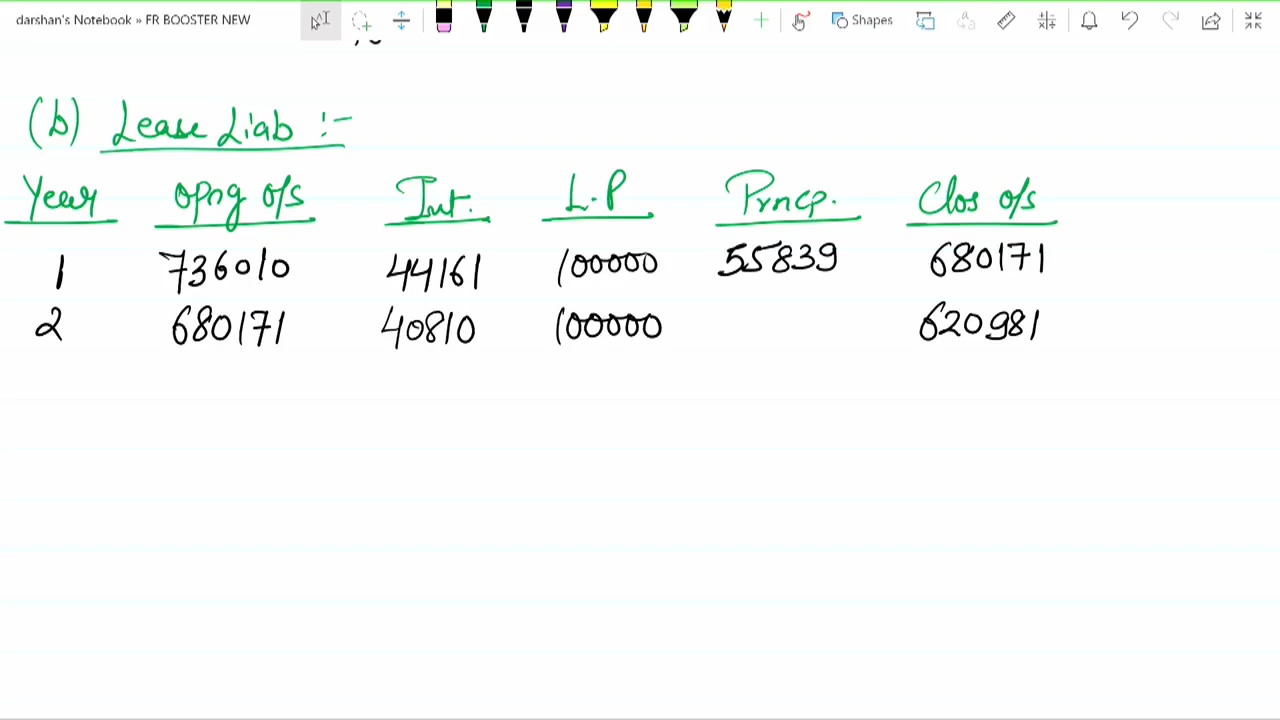 darshan's Notebook » FR BOOSTER NEW
Shapes
(b) Lease Liab :-
Year opng o/s Int. L.P Prncp. Clos o/s
1 736010 44161 100000 55839 680171
2 680171 40810 100000 620981